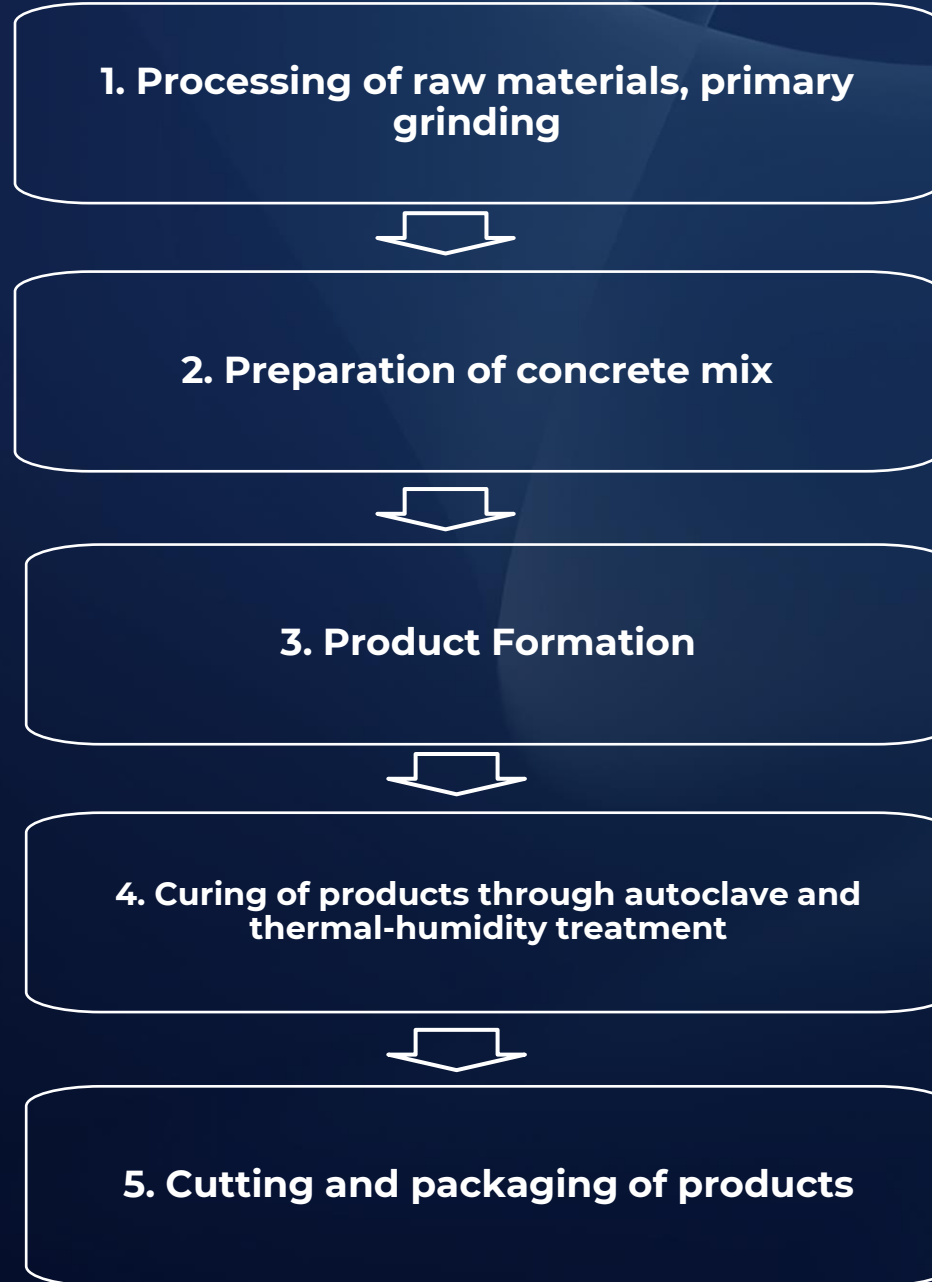 1. Processing of raw materials, primary
grinding
2. Preparation of concrete mix
3. Product Formation
4. Curing of products through autoclave and
thermal-humidity treatment
5. Cutting and packaging of products